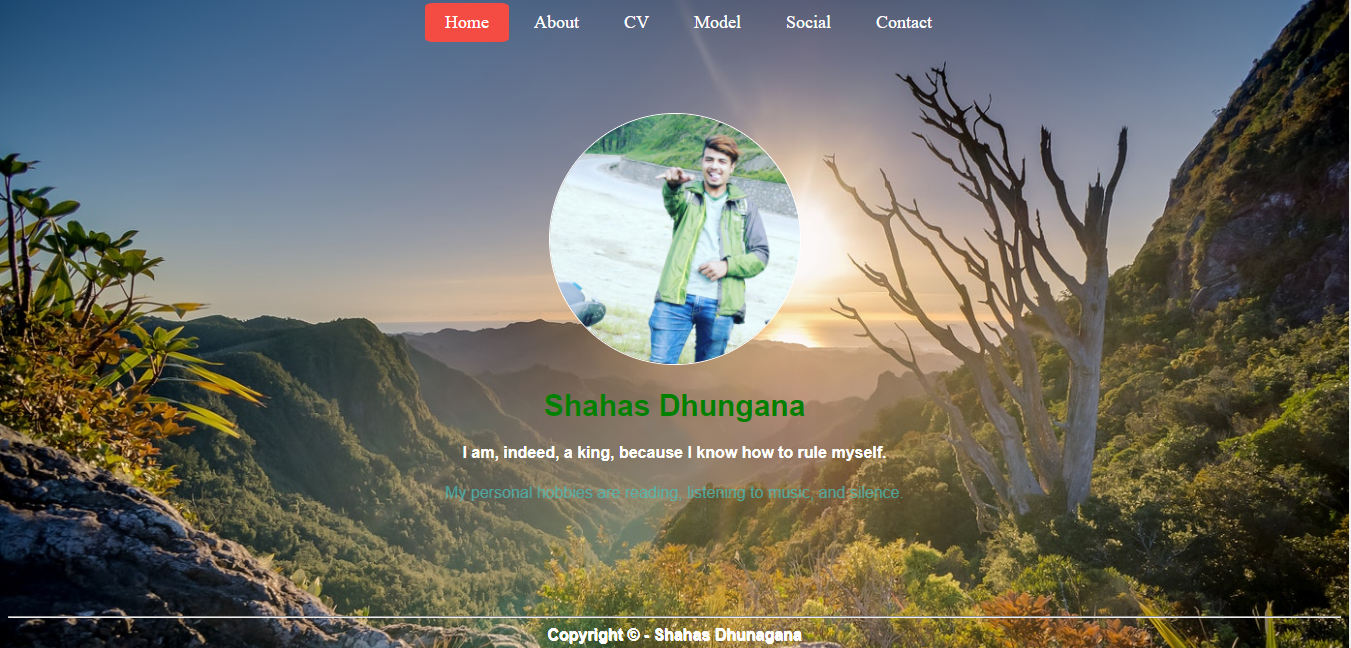 Home About CV Model Social Contact
Shahas Dhungana
I am, indeed, a king, because I know how to rule myself.
My personal hobbies are reading, listening to music, and silence.
Copyright © - Shahas Dhunagana